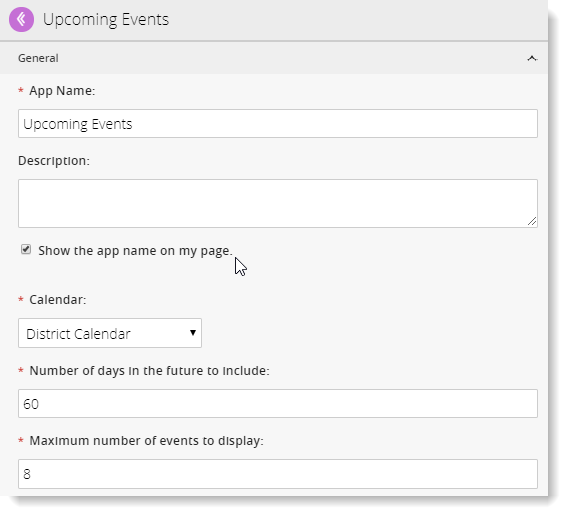 Upcoming Events
General
* App Name:
Upcoming Events
Description:
Show the app name on my page.
* Calendar:
District Calendar
* Number of days in the future to include:
60
* Maximum number of events to display:
8